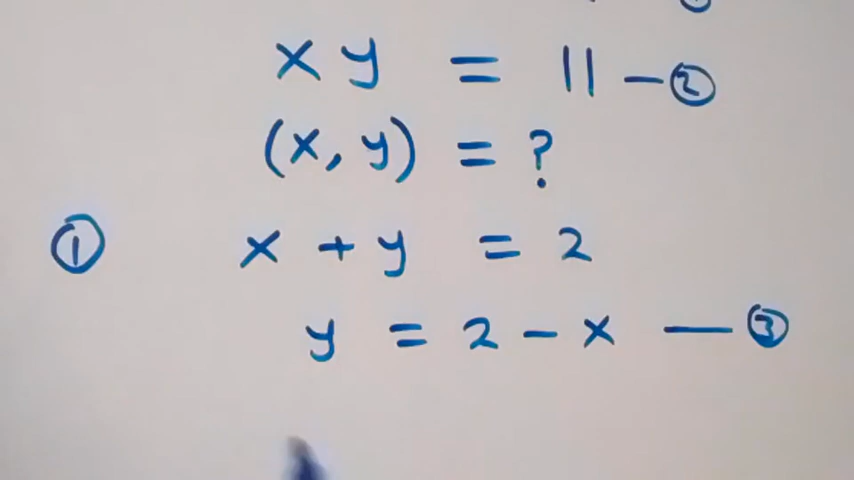 xy = 11 — ②
(x, y) = ?
① x + y = 2
y = 2 - x — ③